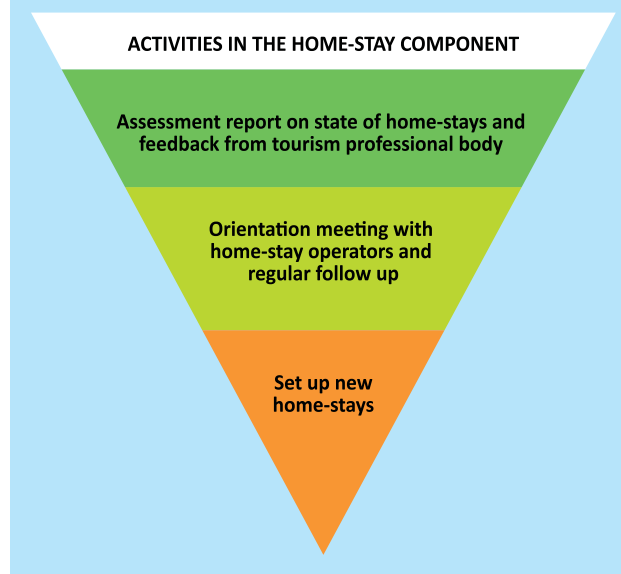 ACTIVITIES IN THE HOME-STAY COMPONENT
Assessment report on state of home-stays and
feedback from tourism professional body
Orientation meeting with
home-stay operators and
regular follow up
Set up new
home-stays